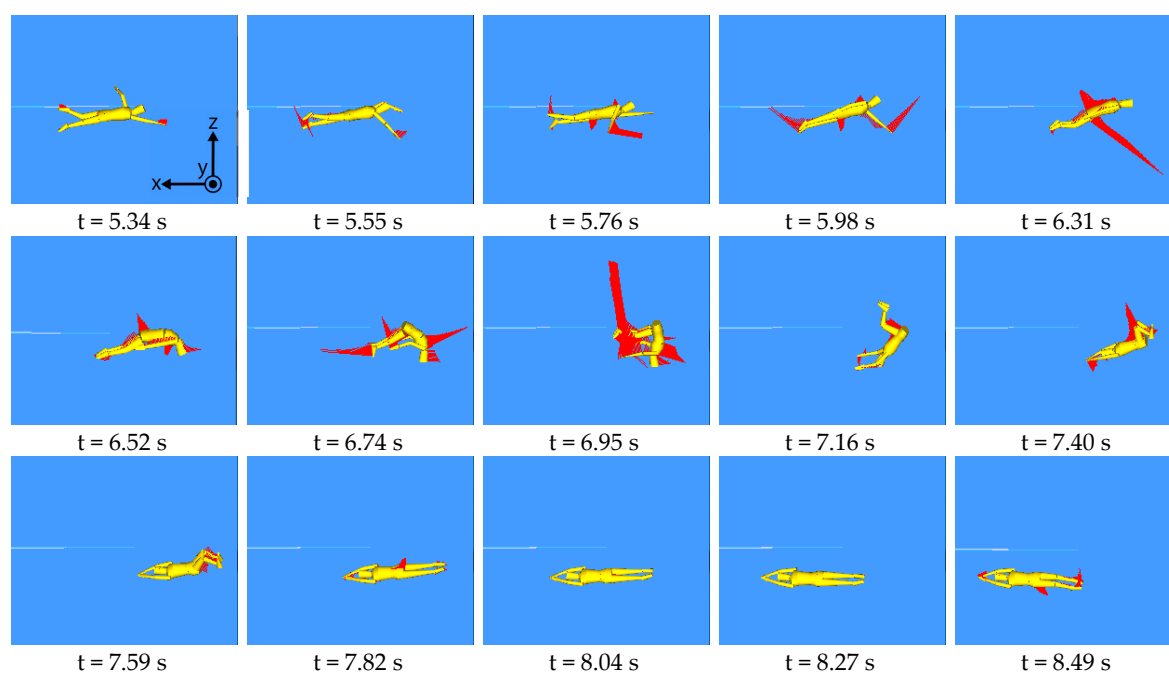 z
y
x
t = 5.34 s
t = 5.55 s
t = 5.76 s
t = 5.98 s
t = 6.31 s
t = 6.52 s
t = 6.74 s
t = 6.95 s
t = 7.16 s
t = 7.40 s
t = 7.59 s
t = 7.82 s
t = 8.04 s
t = 8.27 s
t = 8.49 s